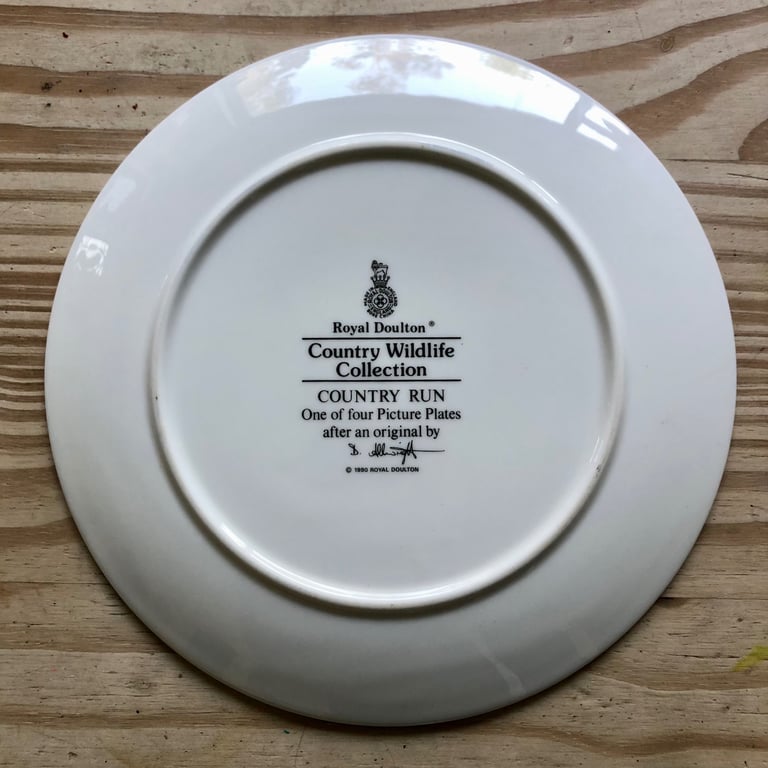 Royal Doulton ®
Country Wildlife
Collection
COUNTRY RUN
One of four Picture Plates
after an original by
© 1990 ROYAL DOULTON